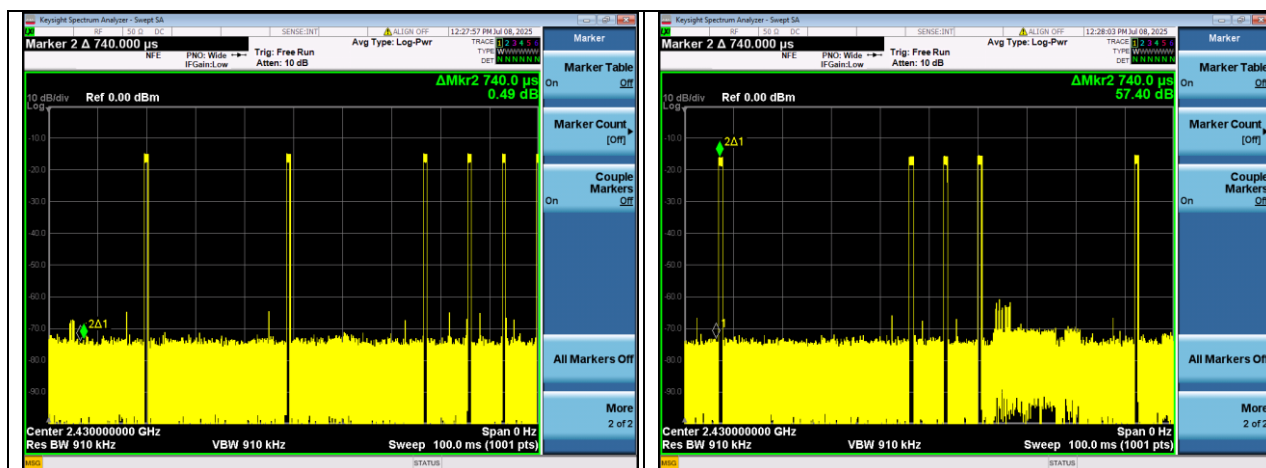 Keysight Spectrum Analyzer - Swept SA
RF 50 Ω DC SENSE:INT ALIGN OFF 12:27:57 PM Jul 08, 2025
Marker 2 Δ 740.000 µs
NFE PNO: Wide Trig: Free Run Avg Type: Log-Pwr TRACE 1 2 3 4 5 6
IFGain:Low Atten: 10 dB TYPE W W W W W W
DET N N N N N N
ΔMkr2 740.0 µs
0.49 dB
10 dB/div Ref 0.00 dBm
Log
-10.0
-20.0
-30.0
-40.0
-50.0
-60.0
-70.0
-80.0
-90.0
2Δ1
Center 2.430000000 GHz Span 0 Hz
Res BW 910 kHz VBW 910 kHz Sweep 100.0 ms (1001 pts)
MSG STATUS
Marker
Marker Table
On Off
Marker Count
[Off]
Couple
Markers
On Off
All Markers Off
More
2 of 2
Keysight Spectrum Analyzer - Swept SA
RF 50 Ω DC SENSE:INT ALIGN OFF 12:28:03 PM Jul 08, 2025
Marker 2 Δ 740.000 µs
NFE PNO: Wide Trig: Free Run Avg Type: Log-Pwr TRACE 1 2 3 4 5 6
IFGain:Low Atten: 10 dB TYPE W W W W W W
DET N N N N N N
ΔMkr2 740.0 µs
57.40 dB
10 dB/div Ref 0.00 dBm
Log
-10.0
-20.0
-30.0
-40.0
-50.0
-60.0
-70.0
-80.0
-90.0
2Δ1
1
Center 2.430000000 GHz Span 0 Hz
Res BW 910 kHz VBW 910 kHz Sweep 100.0 ms (1001 pts)
MSG STATUS
Marker
Marker Table
On Off
Marker Count
[Off]
Couple
Markers
On Off
All Markers Off
More
2 of 2